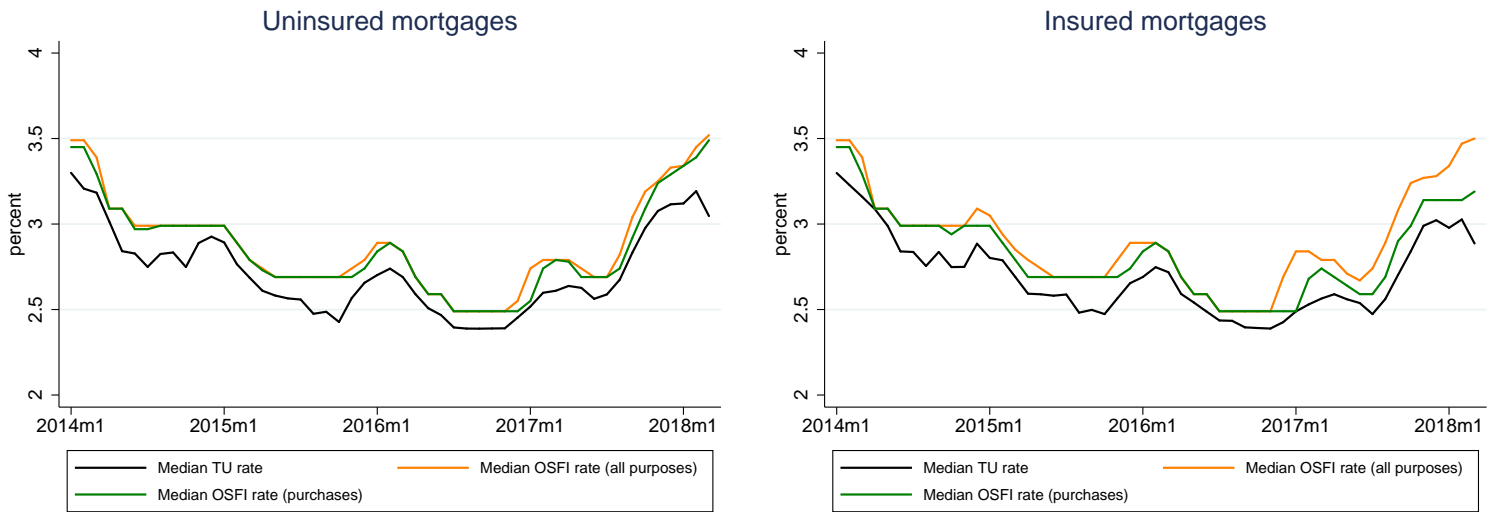 Uninsured mortgages
percent
4
3.5
3
2.5
2
2014m1 2015m1 2016m1 2017m1 2018m1
Median TU rate Median OSFI rate (all purposes)
Median OSFI rate (purchases)
Insured mortgages
percent
4
3.5
3
2.5
2
2014m1 2015m1 2016m1 2017m1 2018m1
Median TU rate Median OSFI rate (all purposes)
Median OSFI rate (purchases)